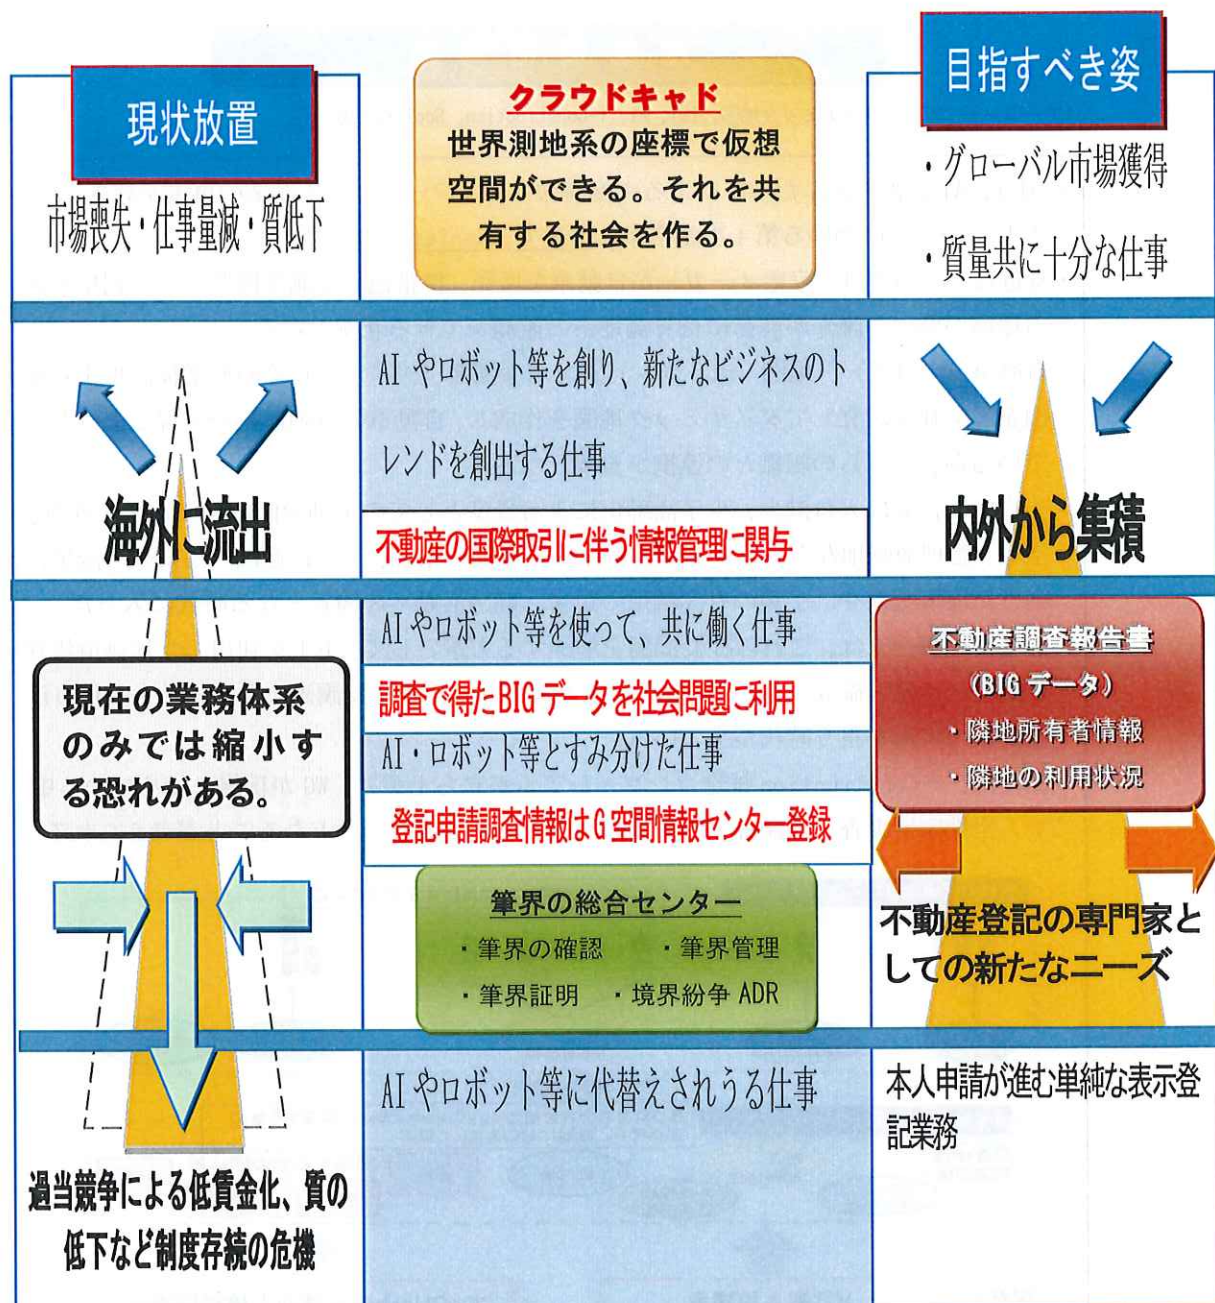 現状放置
市場喪失・仕事量減・質低下
クラウドキャド
世界測地系の座標で仮想
空間ができる。それを共
有する社会を作る。
目指すべき姿
・グローバル市場獲得
・質量共に十分な仕事
海外に流出
AI やロボット等を創り、新たなビジネスのト
レンドを創出する仕事
不動産の国際取引に伴う情報管理に関与
内外から集積
現在の業務体系
のみでは縮小す
る恐れがある。
AI やロボット等を使って、共に働く仕事
調査で得た BIG データを社会問題に利用
AI・ロボット等とすみ分けた仕事
登記申請調査情報は G 空間情報センター登録
筆界の総合センター
・筆界の確認 ・筆界管理
・筆界証明 ・境界紛争 ADR
不動産調査報告書
(BIG データ)
・隣地所有者情報
・隣地の利用状況
不動産登記の専門家と
しての新たなニーズ
過当競争による低賃金化、質の
低下など制度存続の危機
AI やロボット等に代替えされうる仕事
本人申請が進む単純な表示登
記業務